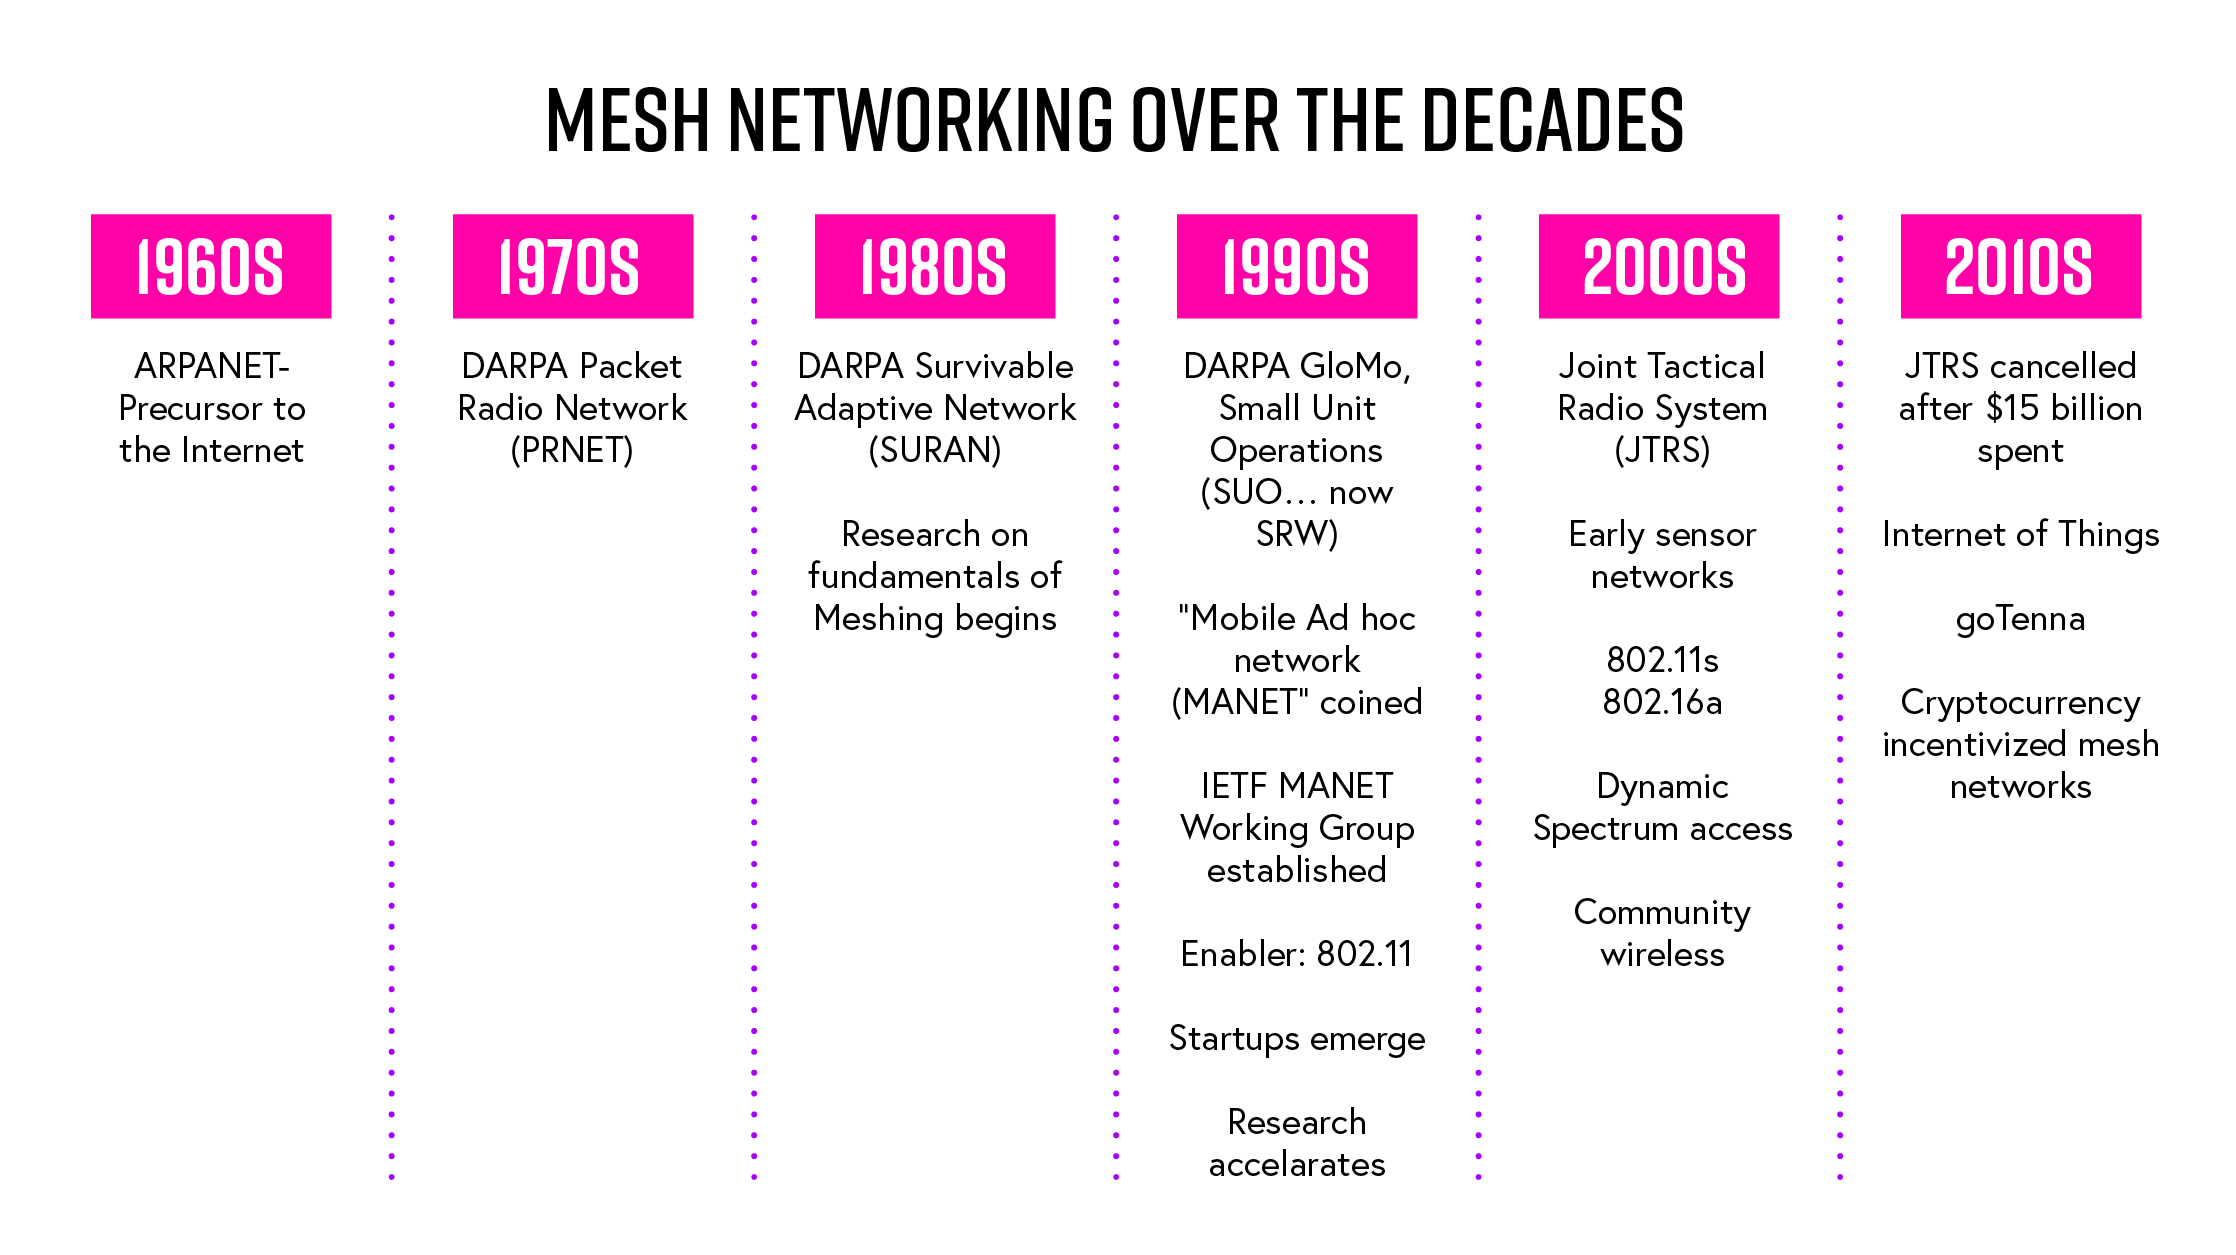 MESH NETWORKING OVER THE DECADES
1960S
ARPANET-
Precursor to
the Internet
1970S
DARPA Packet
Radio Network
(PRNET)
1980S
DARPA Survivable
Adaptive Network
(SURAN)
Research on
fundamentals of
Meshing begins
1990S
DARPA GloMo,
Small Unit
Operations
(SUO... now
SRW)
"Mobile Ad hoc
network
(MANET" coined
IETF MANET
Working Group
established
Enabler: 802.11
Startups emerge
Research
accelarates
2000S
Joint Tactical
Radio System
(JTRS)
Early sensor
networks
802.11s
802.16a
Dynamic
Spectrum access
Community
wireless
2010S
JTRS cancelled
after $15 billion
spent
Internet of Things
goTenna
Cryptocurrency
incentivized mesh
networks